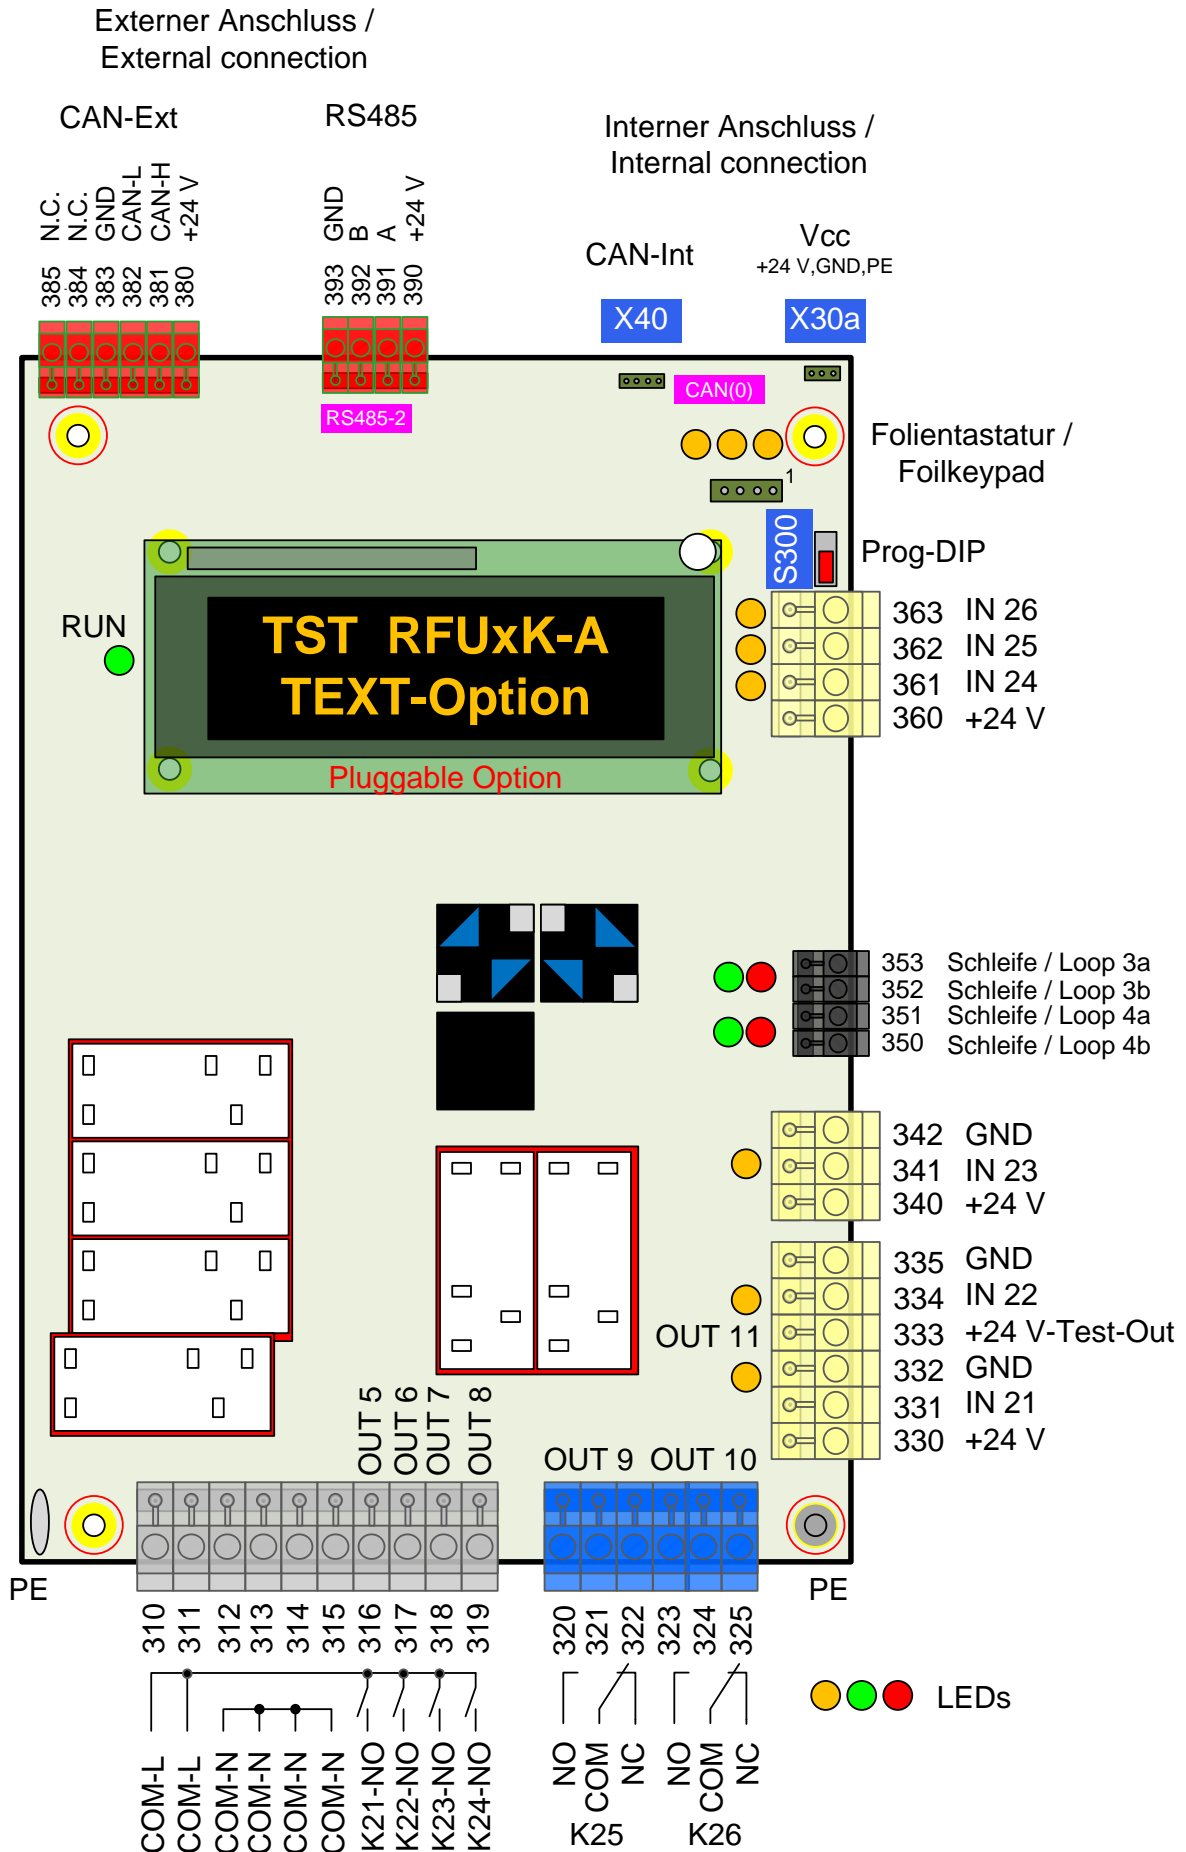 Externer Anschluss /
External connection
CAN-Ext
RS485
Interner Anschluss /
Internal connection
N.C.
N.C.
GND
CAN-L
CAN-H
+24 V
GND
B
A
+24 V
385
384
383
382
381
380
393
392
391
390
CAN-Int
Vcc
+24 V,GND,PE
X40
X30a
CAN(0)
RS485-2
Folientastatur /
Foilkeypad
1
S300
Prog-DIP
RUN
TST RFUxK-A
TEXT-Option
Pluggable Option
363 IN 26
362 IN 25
361 IN 24
360 +24 V
353 Schleife / Loop 3a
352 Schleife / Loop 3b
351 Schleife / Loop 4a
350 Schleife / Loop 4b
342 GND
341 IN 23
340 +24 V
335 GND
334 IN 22
OUT 11
333 +24 V-Test-Out
332 GND
331 IN 21
330 +24 V
OUT 5
OUT 6
OUT 7
OUT 8
OUT 9
OUT 10
PE
PE
310
311
312
313
314
315
316
317
318
319
320
321
322
323
324
325
COM-L
COM-L
COM-N
COM-N
COM-N
COM-N
K21-NO
K22-NO
K23-NO
K24-NO
NO
COM
NC
NO
COM
NC
K25
K26
LEDs